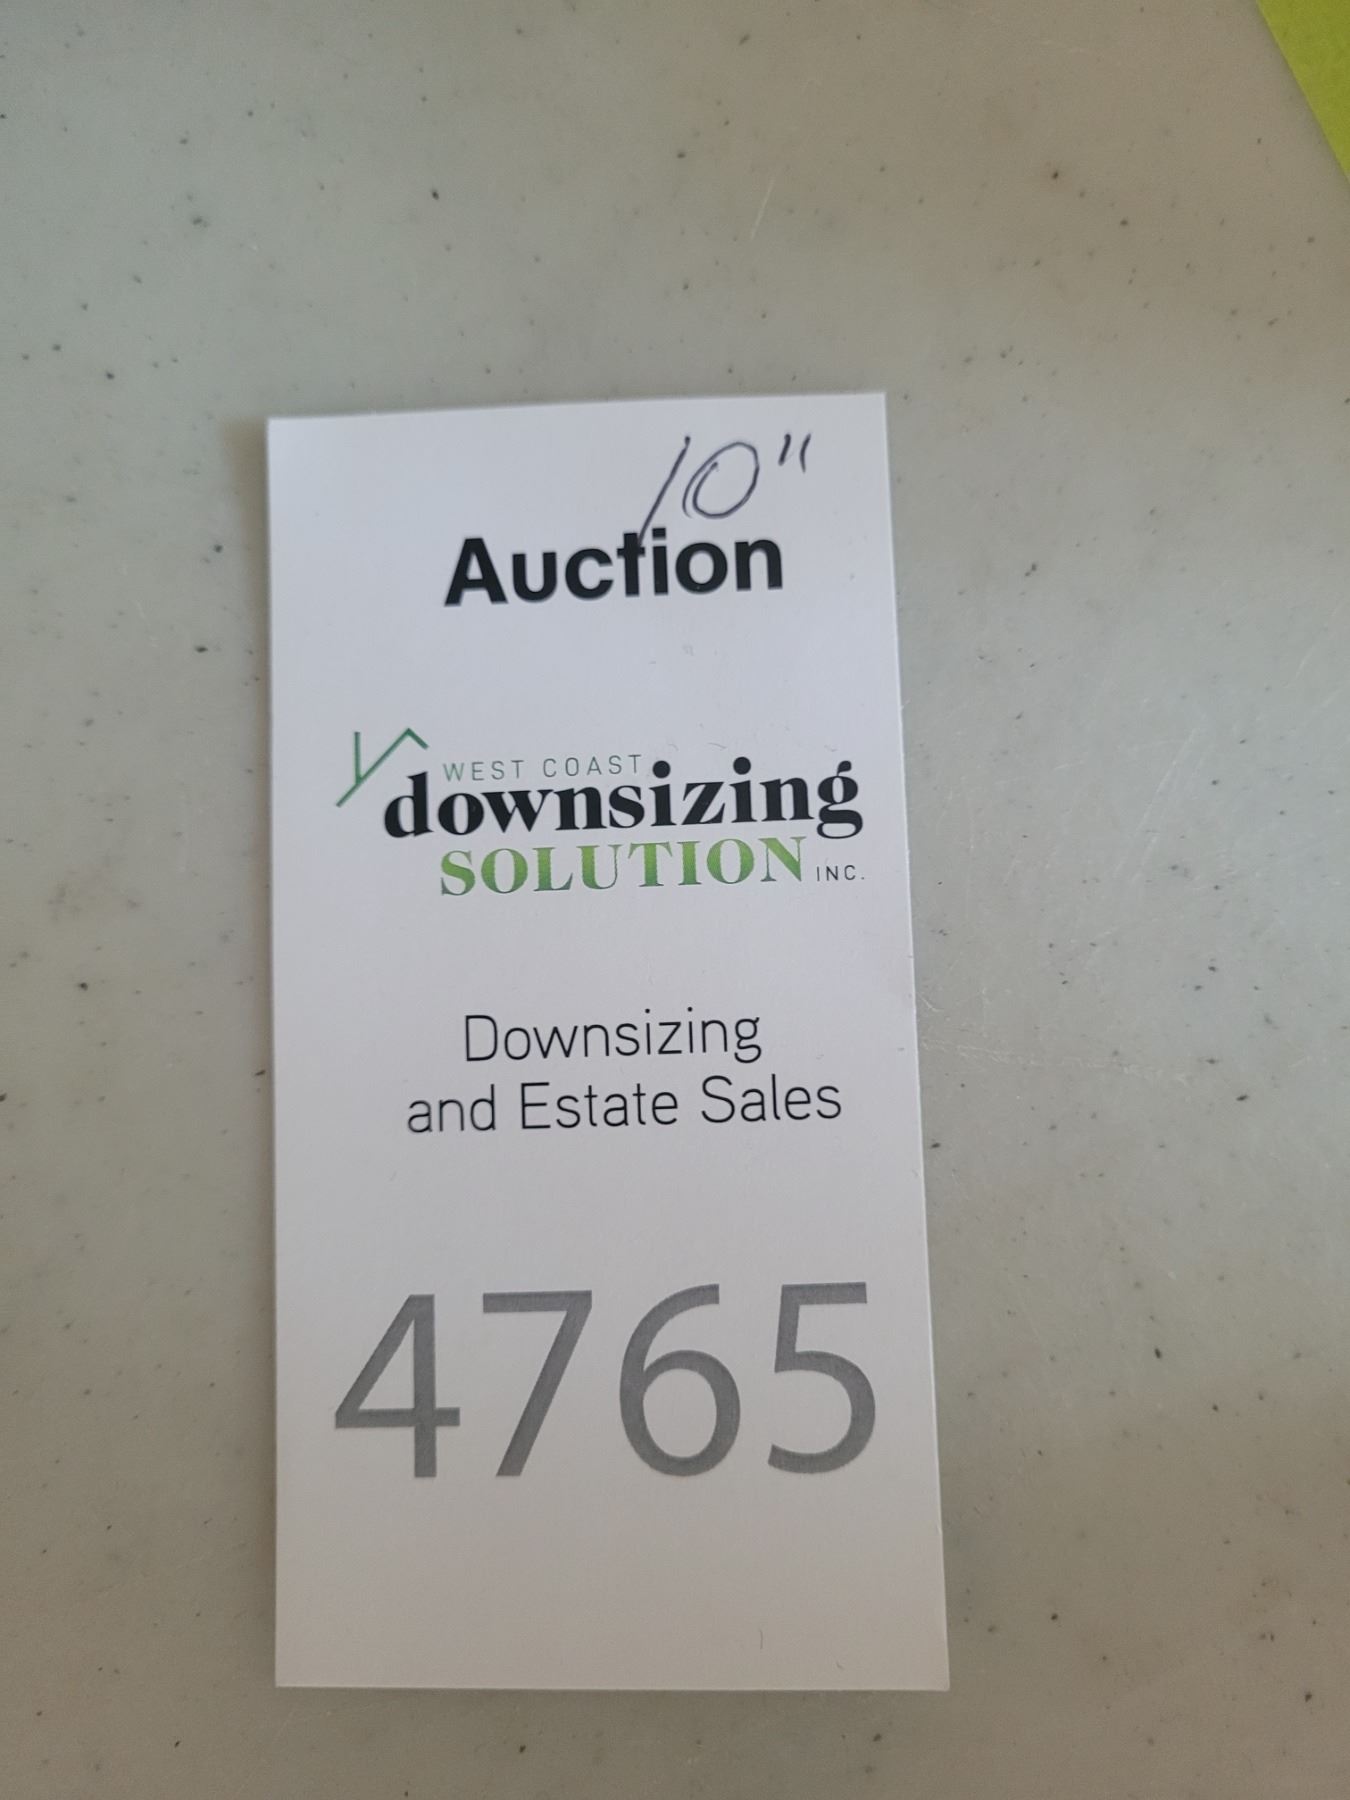 10"
Auction
WEST COAST
downsizing
SOLUTION INC.
Downsizing
and Estate Sales
4765